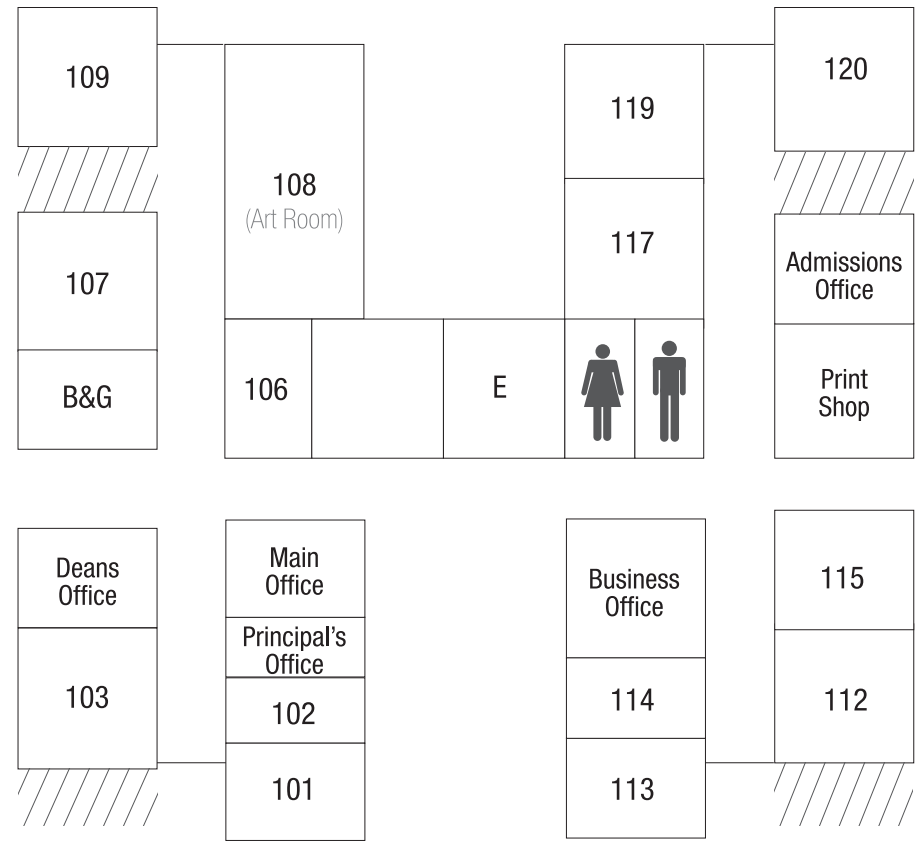 109
120
119
108
(Art Room)
117
107
Admissions
Office
106
E
B&G
Print
Shop
Deans
Office
Main
Office
Business
Office
115
Principal's
Office
103
102
114
112
101
113